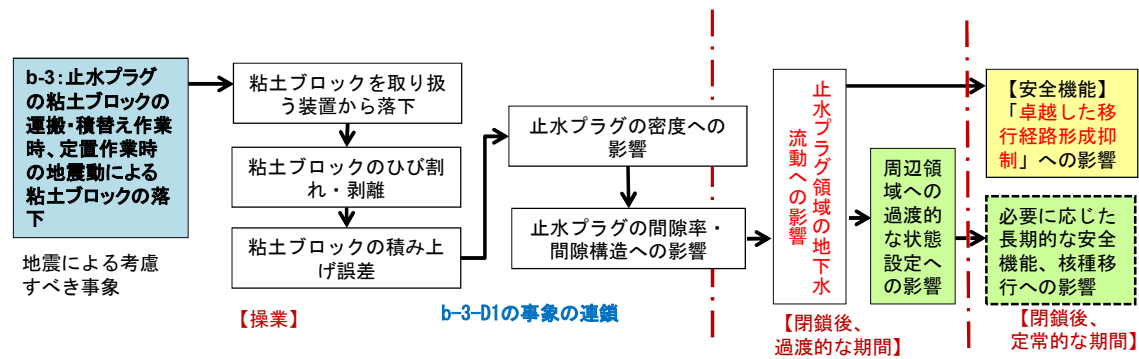 b-3:止水プラグ
の粘土ブロックの
運搬・積替え作業
時、定置作業時
の地震動による
粘土ブロックの落
下
地震による考慮
すべき事象
粘土ブロックを取り扱
う装置から落下
粘土ブロックのひび割
れ・剥離
粘土ブロックの積み上
げ誤差
【操業】
止水プラグの密度への
影響
止水プラグの間隙率・
間隙構造への影響
b-3-D1の事象の連鎖
止水プラグ領域の地下水
流動への影響
周辺領
域への
過渡的
な状態
設定へ
の影響
【閉鎖後、
過渡的な期間】
【安全機能】
「卓越した移
行経路形成抑
制」への影響
必要に応じた
長期的な安全
機能、核種移
行への影響
【閉鎖後、
定常的な期間】